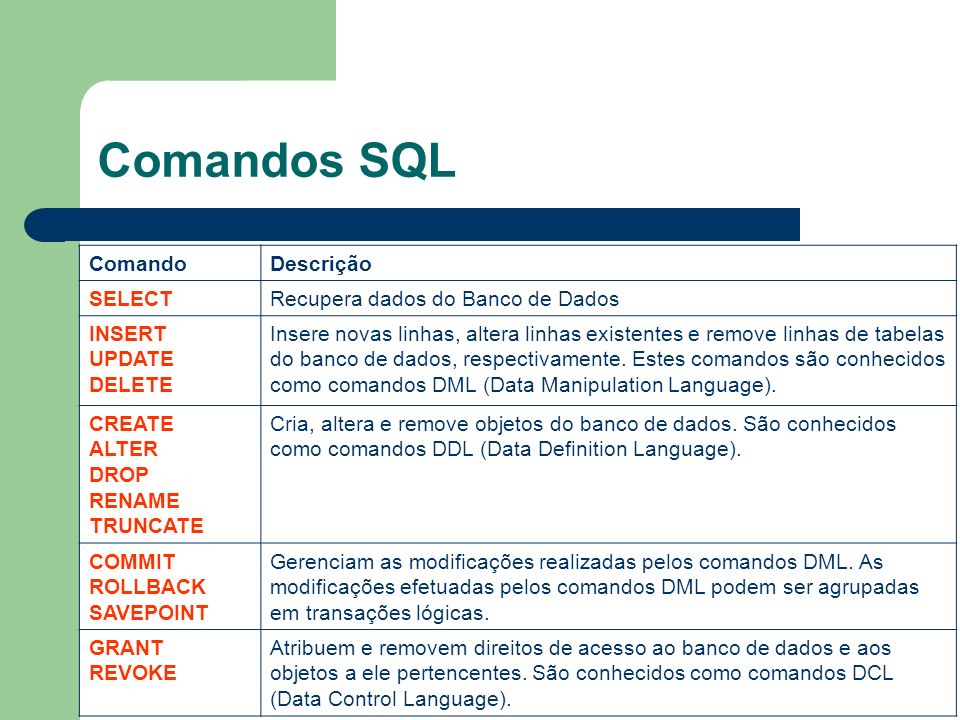 Comandos SQL
Comando
Descrição
SELECT
Recupera dados do Banco de Dados
INSERT
UPDATE
DELETE
Insere novas linhas, altera linhas existentes e remove linhas de tabelas
do banco de dados, respectivamente. Estes comandos são conhecidos
como comandos DML (Data Manipulation Language).
CREATE
ALTER
DROP
RENAME
TRUNCATE
Cria, altera e remove objetos do banco de dados. São conhecidos
como comandos DDL (Data Definition Language).
COMMIT
ROLLBACK
SAVEPOINT
Gerenciam as modificações realizadas pelos comandos DML. As
modificações efetuadas pelos comandos DML podem ser agrupadas
em transações lógicas.
GRANT
REVOKE
Atribuem e removem direitos de acesso ao banco de dados e aos
objetos a ele pertencentes. São conhecidos como comandos DCL
(Data Control Language).